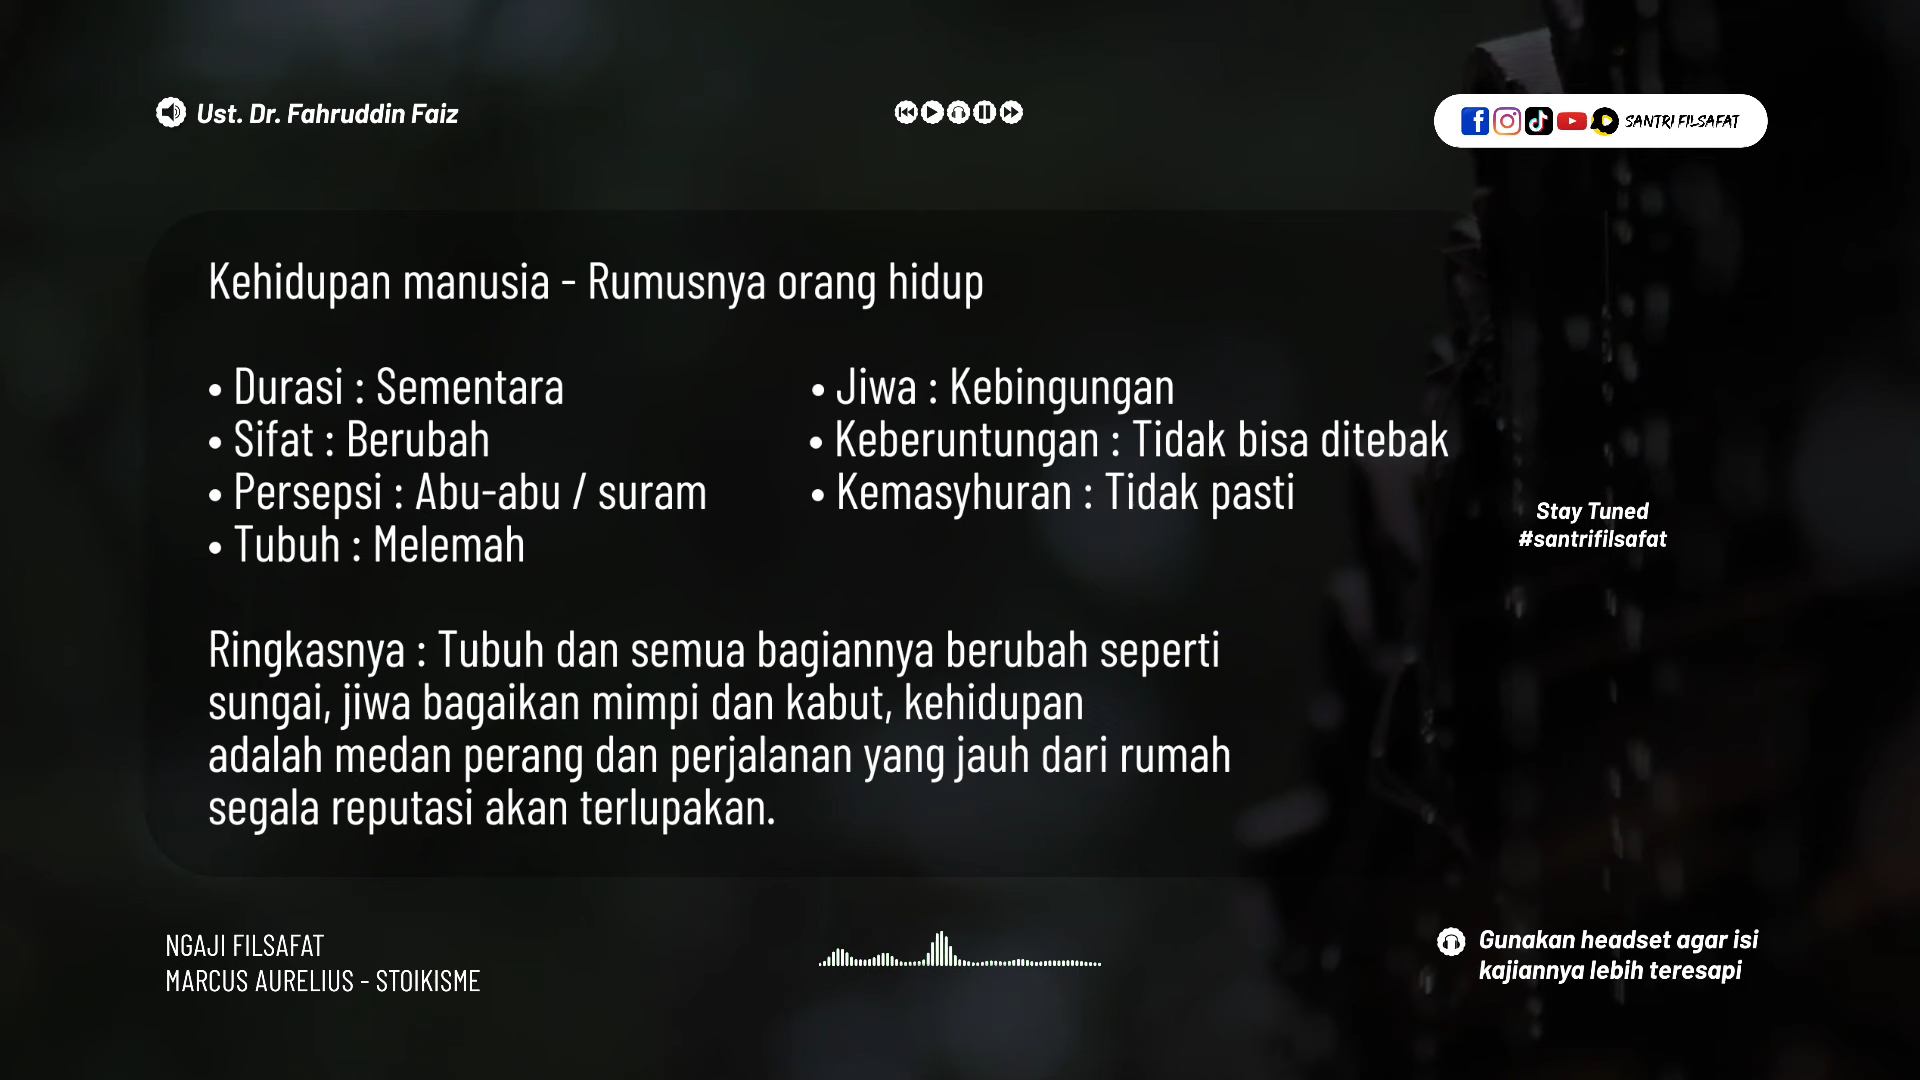 Ust. Dr. Fahruddin Faiz
SANTRI FILSAFAT
Kehidupan manusia - Rumusnya orang hidup
• Durasi : Sementara
• Sifat : Berubah
• Persepsi : Abu-abu / suram
• Tubuh : Melemah
• Jiwa : Kebingungan
• Keberuntungan : Tidak bisa ditebak
• Kemasyhuran : Tidak pasti
Ringkasnya : Tubuh dan semua bagiannya berubah seperti
sungai, jiwa bagaikan mimpi dan kabut, kehidupan
adalah medan perang dan perjalanan yang jauh dari rumah
segala reputasi akan terlupakan.
Stay Tuned
#santrifilsafat
NGAJI FILSAFAT
MARCUS AURELIUS - STOIKISME
Gunakan headset agar isi
kajiannya lebih teresapi